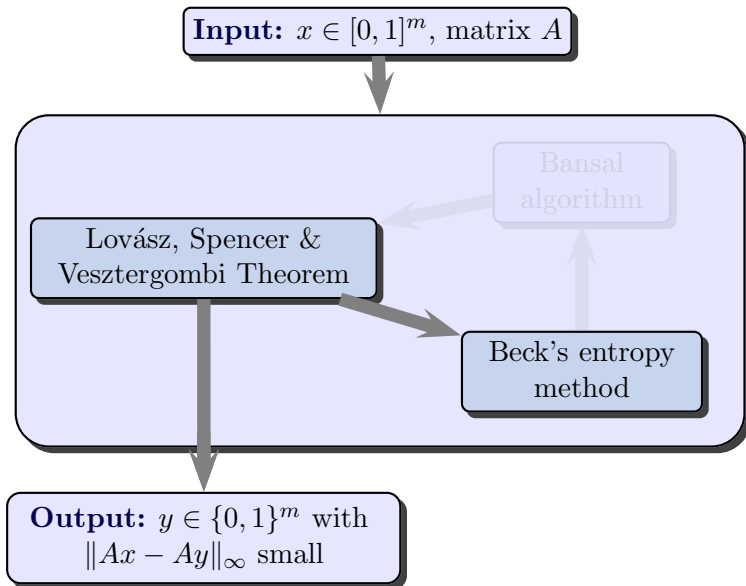 Input: x ∈ [0, 1]^m, matrix A
Bansal
algorithm
Lovász, Spencer &
Vesztergombi Theorem
Beck's entropy
method
Output: y ∈ {0, 1}^m with
‖Ax − Ay‖_∞ small